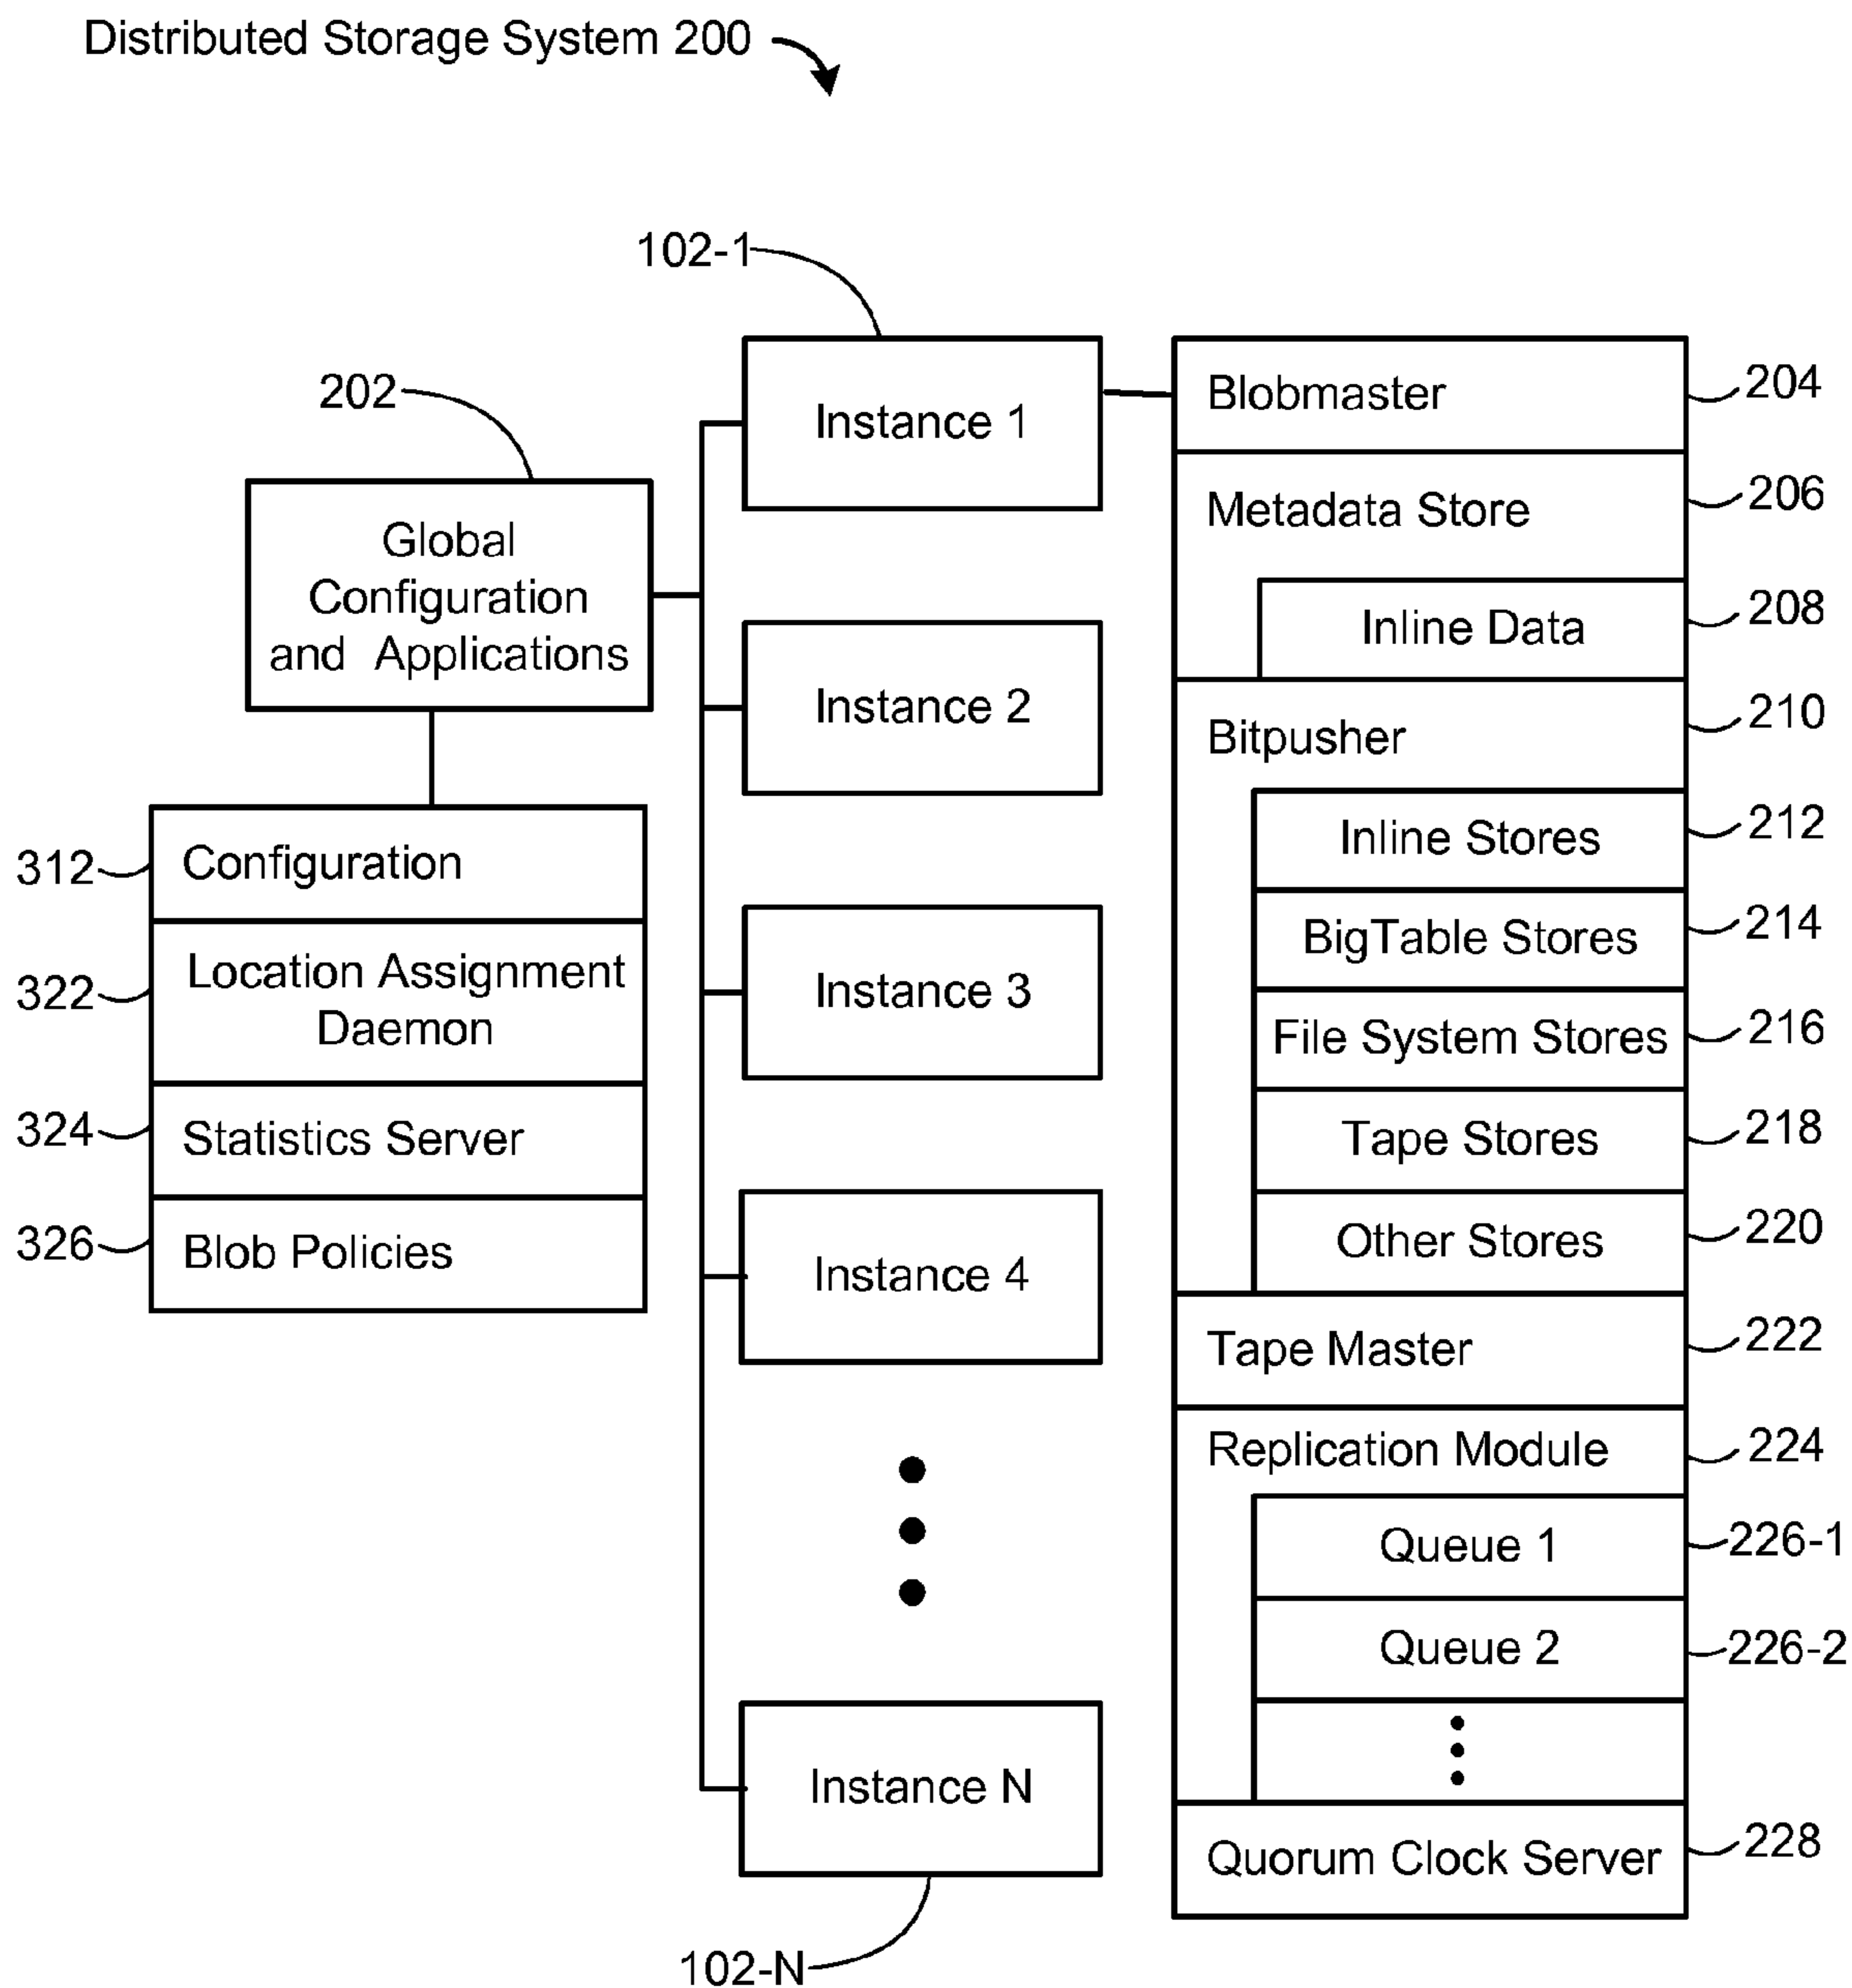 Distributed Storage System 200
102-1
202
Global
Configuration
and Applications
312
Configuration
322
Location Assignment
Daemon
324
Statistics Server
326
Blob Policies
Instance 1
Instance 2
Instance 3
Instance 4
Instance N
102-N
Blobmaster
204
Metadata Store
206
Inline Data
208
Bitpusher
210
Inline Stores
212
BigTable Stores
214
File System Stores
216
Tape Stores
218
Other Stores
220
Tape Master
222
Replication Module
224
Queue 1
226-1
Queue 2
226-2
Quorum Clock Server
228